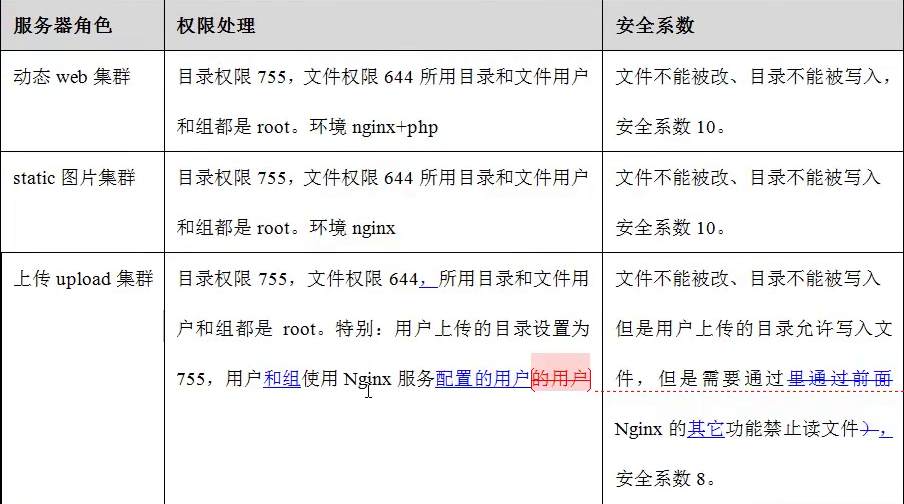 服务器角色 权限处理 安全系数
动态 web 集群 目录权限 755，文件权限 644 所用目录和文件用户 文件不能被改、目录不能被写入，
和组都是 root。环境 nginx+php 安全系数 10。
static 图片集群 目录权限 755，文件权限 644 所用目录和文件用户 文件不能被改、目录不能被写入
和组都是 root。环境 nginx 安全系数 10。
上传 upload 集群 目录权限 755，文件权限 644，所用目录和文件用 文件不能被改、目录不能被写入
户和组都是 root。特别：用户上传的目录设置为 但是用户上传的目录允许写入文
755，用户和组使用 Nginx 服务配置的用户的用户 件，但是需要通过里通过前面
Nginx 的其它功能禁止读文件），
安全系数 8。